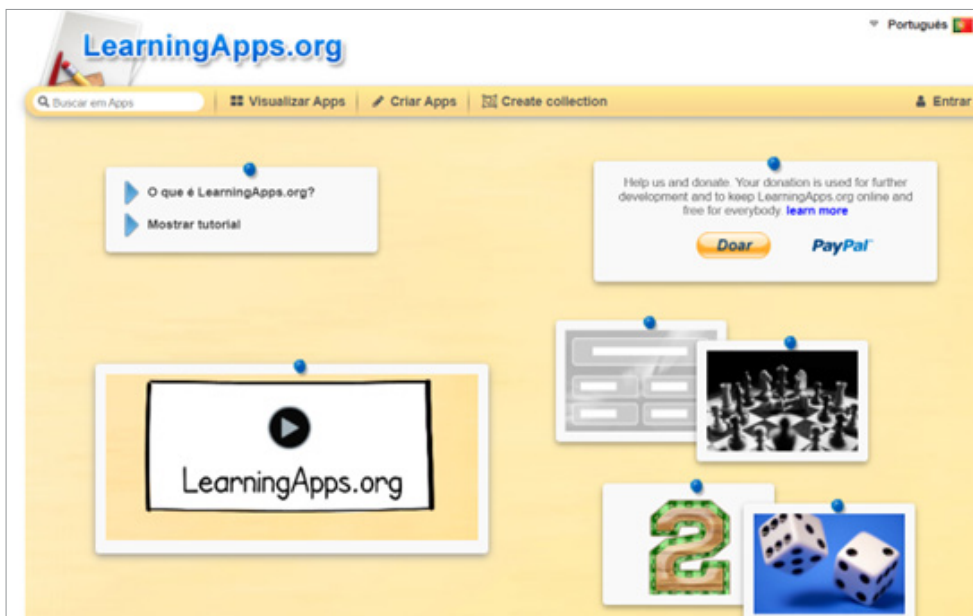 LearningApps.org
Português
Buscar em Apps
Visualizar Apps
Criar Apps
Create collection
Entrar
O que é LearningApps.org?
Mostrar tutorial
Help us and donate. Your donation is used for further
development and to keep LearningApps.org online and
free for everybody. learn more
Doar
PayPal
LearningApps.org
2